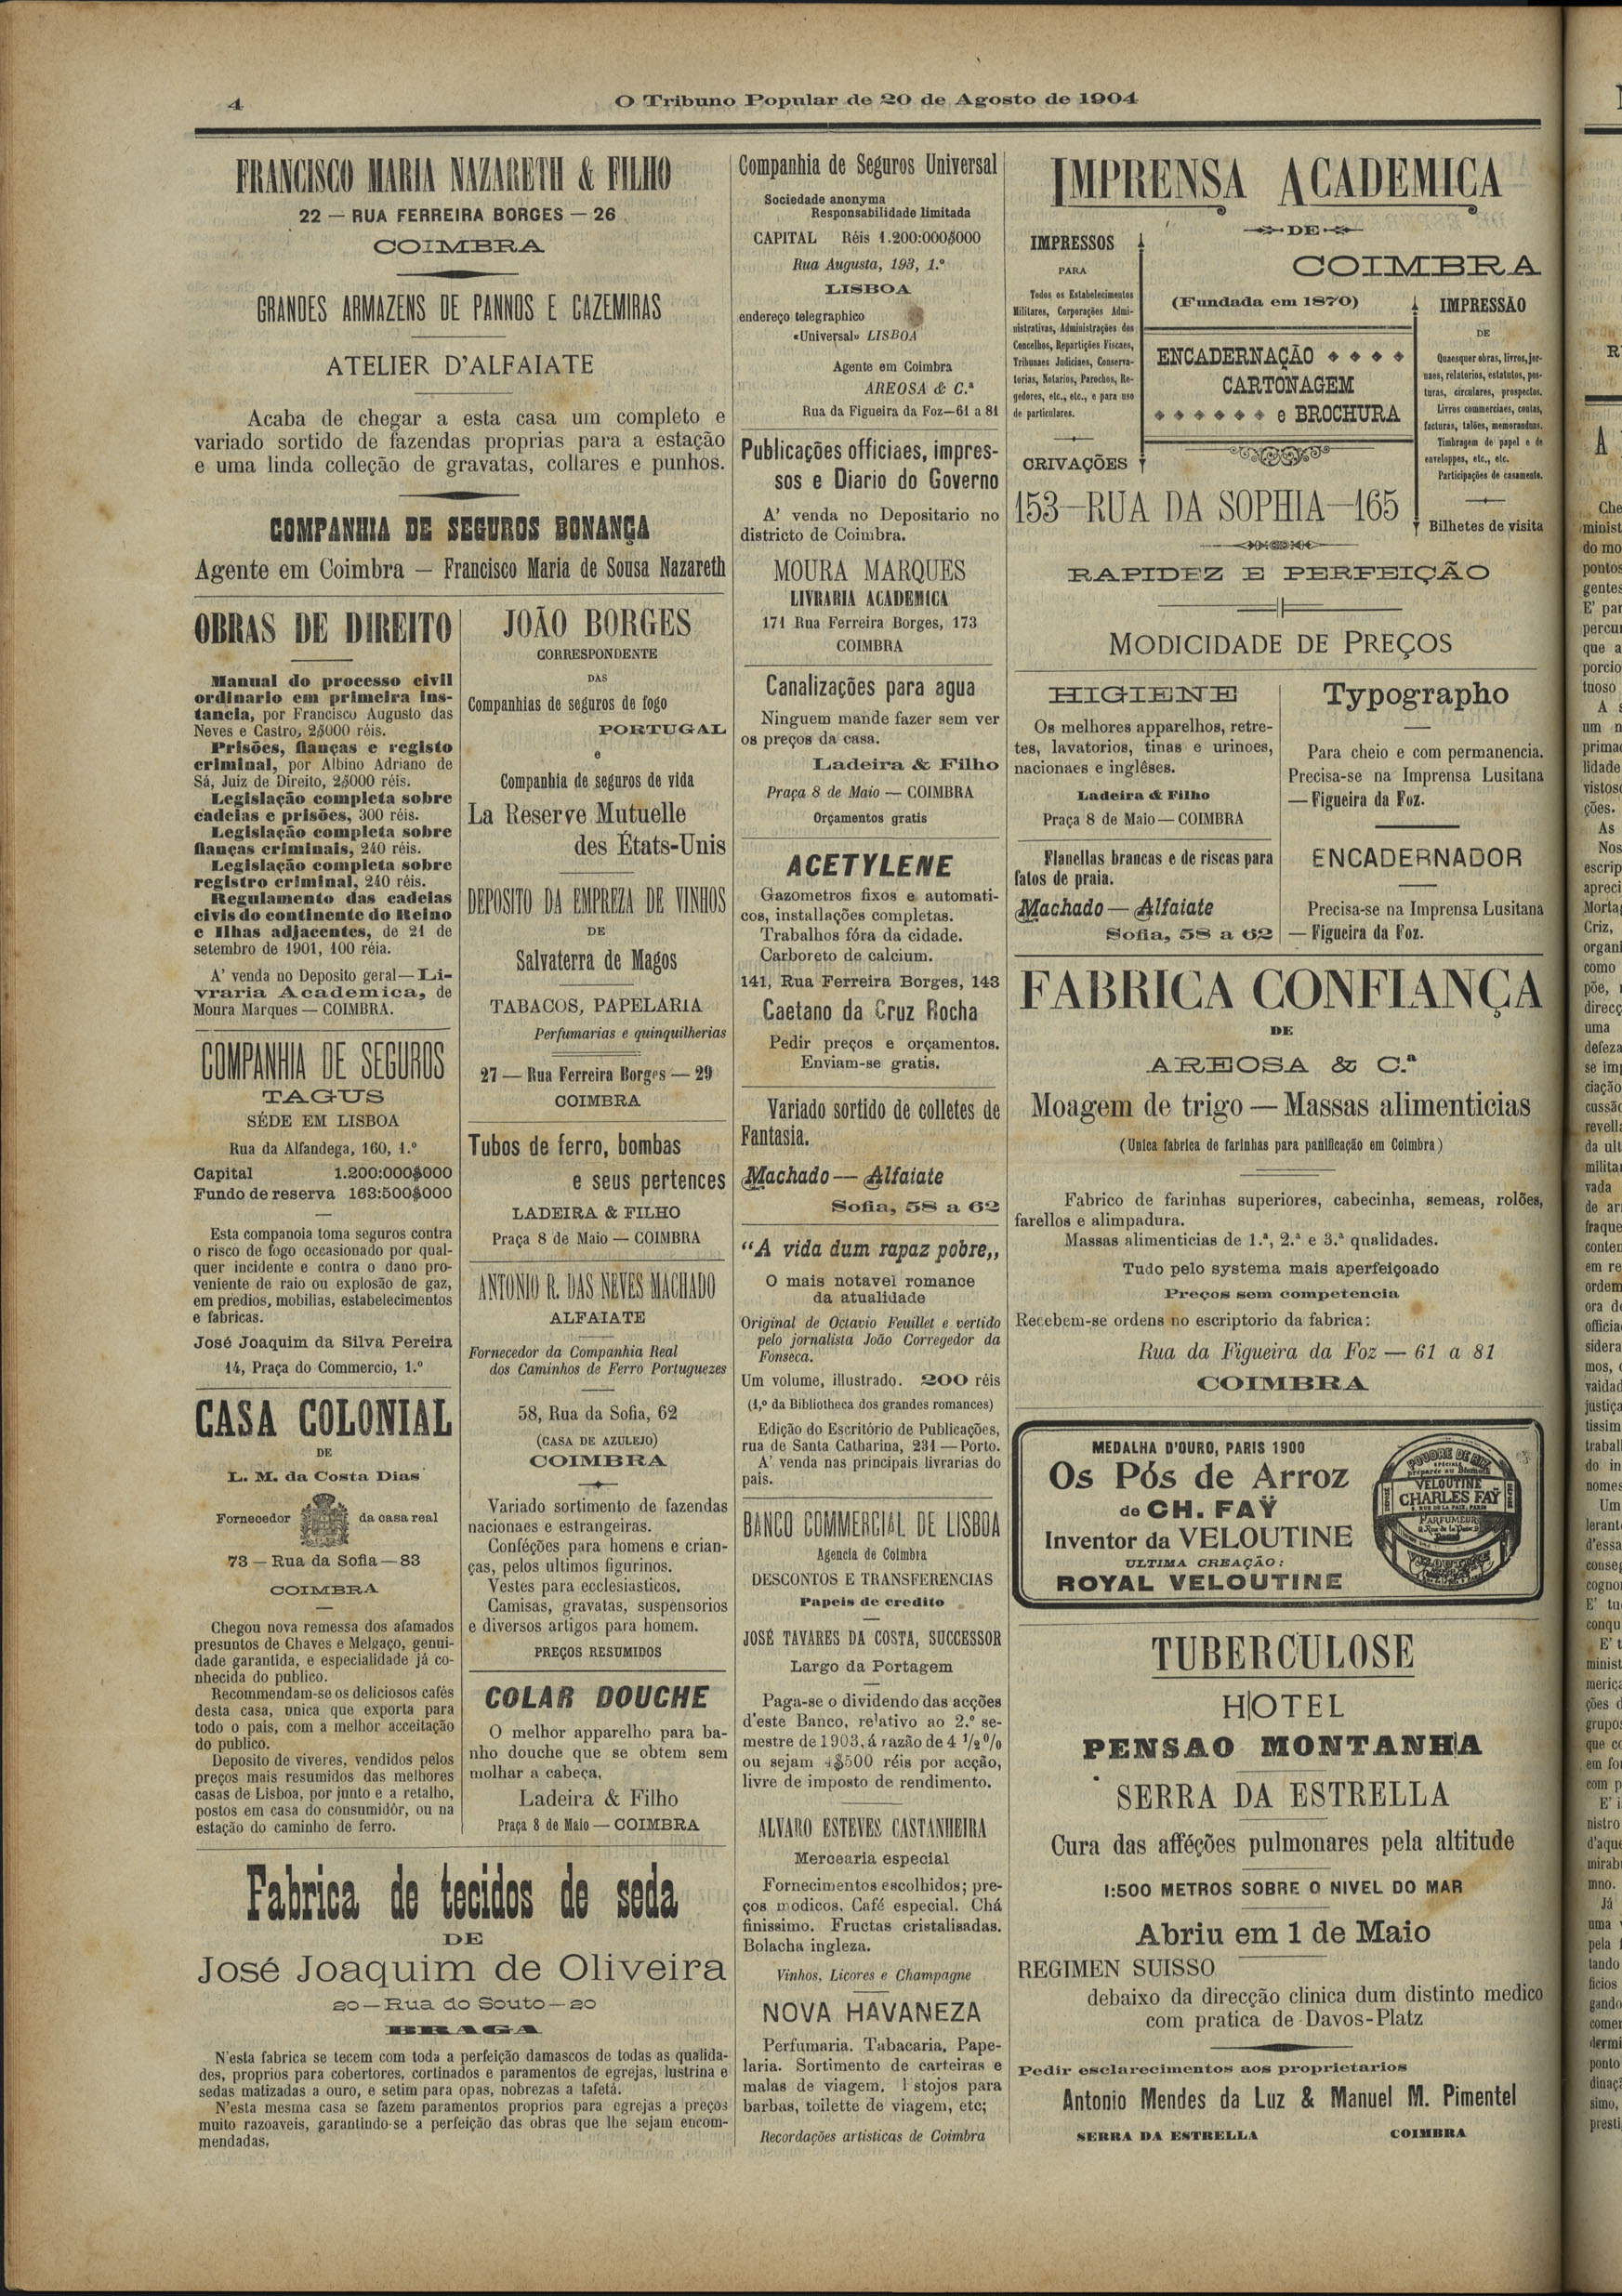 4
O Tribuno Popular de 20 de Agosto de 1904
FRANCISCO MARIA NAZARETH & FILHO
22 — RUA FERREIRA BORGES — 26
COIMBRA
GRANDES ARMAZENS DE PANNOS E CAZEMIRAS
ATELIER D'ALFAIATE
Acaba de chegar a esta casa um completo e
variado sortido de fazendas proprias para a estação
e uma linda colleção de gravatas, collares e punhos.
COMPANHIA DE SEGUROS BONANÇA
Agente em Coimbra — Francisco Maria de Sousa Nazareth
OBRAS DE DIREITO
Manual do processo civil
ordinario em primeira ins-
tancia, por Francisco Augusto das
Neves e Castro, 2$000 réis.
Prisões, fianças e registo
criminal, por Albino Adriano de
Sá, Juiz de Direito, 2$000 réis.
Legislação completa sobre
cadeias e prisões, 300 réis.
Legislação completa sobre
fianças criminais, 240 réis.
Legislação completa sobre
registro criminal, 240 réis.
Regulamento das cadeias
civis do continente do Reino
e Ilhas adjacentes, de 21 de
setembro de 1901, 100 réia.
A' venda no Deposito geral—Li-
vraria Academica, de
Moura Marques — COIMBRA.
COMPANHIA DE SEGUROS
TAGUS
SÉDE EM LISBOA
Rua da Alfandega, 160, 1.º
Capital 1.200:000$000
Fundo de reserva 163:500$000
Esta companoia toma seguros contra
o risco de fogo occasionado por qual-
quer incidente e contra o dano pro-
veniente de raio ou explosão de gaz,
em predios, mobilias, estabelecimentos
e fabricas.
José Joaquim da Silva Pereira
14, Praça do Commercio, 1.º
CASA COLONIAL
DE
L. M. da Costa Dias
Fornecedor da casa real
73 — Rua da Sofia — 83
COIMBRA
Chegou nova remessa dos afamados
presuntos de Chaves e Melgaço, genui-
dade garantida, e especialidade já co-
nhecida do publico.
Recommendam-se os deliciosos cafés
desta casa, unica que exporta para
todo o pais, com a melhor acceitação
do publico.
Deposito de viveres, vendidos pelos
preços mais resumidos das melhores
casas de Lisboa, por junto e a retalho,
postos em casa do consumidôr, ou na
estação do caminho de ferro.
JOÃO BORGES
CORRESPONDENTE
DAS
Companhias de seguros de fogo
PORTUGAL
e
Companhia de seguros de vida
La Reserve Mutuelle
des États-Unis
DEPOSITO DA EMPREZA DE VINHOS
DE
Salvaterra de Magos
TABACOS, PAPELARIA
Perfumarias e quinquilherias
27 — Rua Ferreira Borges — 29
COIMBRA
Tubos de ferro, bombas
e seus pertences
LADEIRA & FILHO
Praça 8 de Maio — COIMBRA
ANTONIO R. DAS NEVES MACHADO
ALFAIATE
Fornecedor da Companhia Real
dos Caminhos de Ferro Portuguezes
58, Rua da Sofia, 62
(CASA DE AZULEJO)
COIMBRA
Variado sortimento de fazendas
nacionaes e estrangeiras.
Conféções para homens e crian-
ças, pelos ultimos figurinos.
Vestes para ecclesiasticos.
Camisas, gravatas, suspensorios
e diversos artigos para homem.
PREÇOS RESUMIDOS
COLAR DOUCHE
O melhor apparelho para ba-
nho douche que se obtem sem
molhar a cabeça.
Ladeira & Filho
Praça 8 de Maio — COIMBRA
Fabrica de tecidos de seda
DE
José Joaquim de Oliveira
20 — Rua do Souto — 20
BRAGA
N'esta fabrica se tecem com toda a perfeição damascos de todas as qualida-
des, proprios para cobertores, cortinados e paramentos de egrejas, lustrina e
sedas matizadas a ouro, e setim para opas, nobrezas a tafetá.
N'esta mesma casa se fazem paramentos proprios para egrejas a preços
muito razoaveis, garantindo-se a perfeição das obras que lhe sejam encom-
mendadas.
Companhia de Seguros Universal
Sociedade anonyma
Responsabilidade limitada
CAPITAL Réis 1.200:000$000
Rua Augusta, 193, 1.º
LISBOA
endereço telegraphico
«Universal» LISBOA
Agente em Coimbra
AREOSA & C.ª
Rua da Figueira da Foz—61 a 81
Publicações officiaes, impres-
sos e Diario do Governo
A' venda no Depositario no
districto de Coimbra.
MOURA MARQUES
LIVRARIA ACADEMICA
171 Rua Ferreira Borges, 173
COIMBRA
Canalizações para agua
Ninguem mande fazer sem ver
os preços da casa.
Ladeira & Filho
Praça 8 de Maio — COIMBRA
Orçamentos gratis
ACETYLENE
Gazometros fixos e automati-
cos, installações completas.
Trabalhos fóra da cidade.
Carboreto de calcium.
141, Rua Ferreira Borges, 143
Caetano da Cruz Rocha
Pedir preços e orçamentos.
Enviam-se gratis.
Variado sortido de colletes de
Fantasia.
Machado — Alfaiate
Sofia, 58 a 62
"A vida dum rapaz pobre,,
O mais notavel romance
da atualidade
Original de Octavio Feuillet e vertido
pelo jornalista João Corregedor da
Fonseca.
Um volume, illustrado. 200 réis
(1.º da Bibliotheca dos grandes romances)
Edição do Escritório de Publicações,
rua de Santa Catharina, 231 — Porto.
A' venda nas principais livrarias do
pais.
BANCO COMMERCIAL DE LISBOA
Agencia de Coimbra
DESCONTOS E TRANSFERENCIAS
Papeis de credito
JOSÉ TAVARES DA COSTA, SUCCESSOR
Largo da Portagem
Paga-se o dividendo das acções
d'este Banco, relativo ao 2.º se-
mestre de 1903, á razão de 4 1/2 %
ou sejam 4$500 réis por acção,
livre de imposto de rendimento.
ALVARO ESTEVES CASTANHEIRA
Mercearia especial
Fornecimentos escolhidos; pre-
ços modicos. Café especial. Chá
finissimo. Fructas cristalisadas.
Bolacha ingleza.
Vinhos, Licores e Champagne
NOVA HAVANEZA
Perfumaria. Tabacaria. Pape-
laria. Sortimento de carteiras e
malas de viagem. Estojos para
barbas, toilette de viagem, etc;
Recordações artisticas de Coimbra
IMPRENSA ACADEMICA
DE
COIMBRA
(Fundada em 1870)
IMPRESSOS
PARA
Todos os Estabelecimentos
Militares, Corporações Admi-
nistrativas, Administrações dos
Concelhos, Repartições Fiscaes,
Tribunaes Judiciaes, Conserva-
torias, Notarios, Parochos, Re-
gedores, etc., etc., e para uso
de particulares.
CRIVAÇÕES
ENCADERNAÇÃO
CARTONAGEM
e BROCHURA
IMPRESSÃO
DE
Quaesquer obras, livros, jor-
naes, relatorios, estatutos, pos-
turas, circulares, prospectos.
Livros commerciaes, contas,
facturas, talões, memoranduns.
Timbragem de papel e de
enveloppes, etc., etc.
Participações de casamento.
Bilhetes de visita
153—RUA DA SOPHIA—165
RAPIDEZ E PERFEIÇÃO
MODICIDADE DE PREÇOS
HIGIENE
Os melhores apparelhos, retre-
tes, lavatorios, tinas e urinoes,
nacionaes e inglêses.
Ladeira & Filho
Praça 8 de Maio — COIMBRA
Flanellas brancas e de riscas para
fatos de praia.
Machado — Alfaiate
Sofia, 58 a 62
Typographo
Para cheio e com permanencia.
Precisa-se na Imprensa Lusitana
— Figueira da Foz.
ENCADERNADOR
Precisa-se na Imprensa Lusitana
— Figueira da Foz.
FABRICA CONFIANÇA
DE
AREOSA & C.ª
Moagem de trigo — Massas alimenticias
(Unica fabrica de farinhas para panificação em Coimbra)
Fabrico de farinhas superiores, cabecinha, semeas, rolões,
farellos e alimpadura.
Massas alimenticias de 1.ª, 2.ª e 3.ª qualidades.
Tudo pelo systema mais aperfeiçoado
Preços sem competencia
Recebem-se ordens no escriptorio da fabrica:
Rua da Figueira da Foz — 61 a 81
COIMBRA
MEDALHA D'OURO, PARIS 1900
Os Pós de Arroz
de CH. FAŸ
Inventor da VELOUTINE
ULTIMA CREAÇÃO:
ROYAL VELOUTINE
POUDRE DE RIZ
SPÉCIALE
VELOUTINE
CHARLES FAŸ
PARFUMEUR
TUBERCULOSE
HOTEL
PENSAO MONTANHA
SERRA DA ESTRELLA
Cura das afféções pulmonares pela altitude
1:500 METROS SOBRE O NIVEL DO MAR
Abriu em 1 de Maio
REGIMEN SUISSO
debaixo da direcção clinica dum distinto medico
com pratica de Davos-Platz
Pedir esclarecimentos aos proprietarios
Antonio Mendes da Luz & Manuel M. Pimentel
SERRA DA ESTRELLA COIMBRA